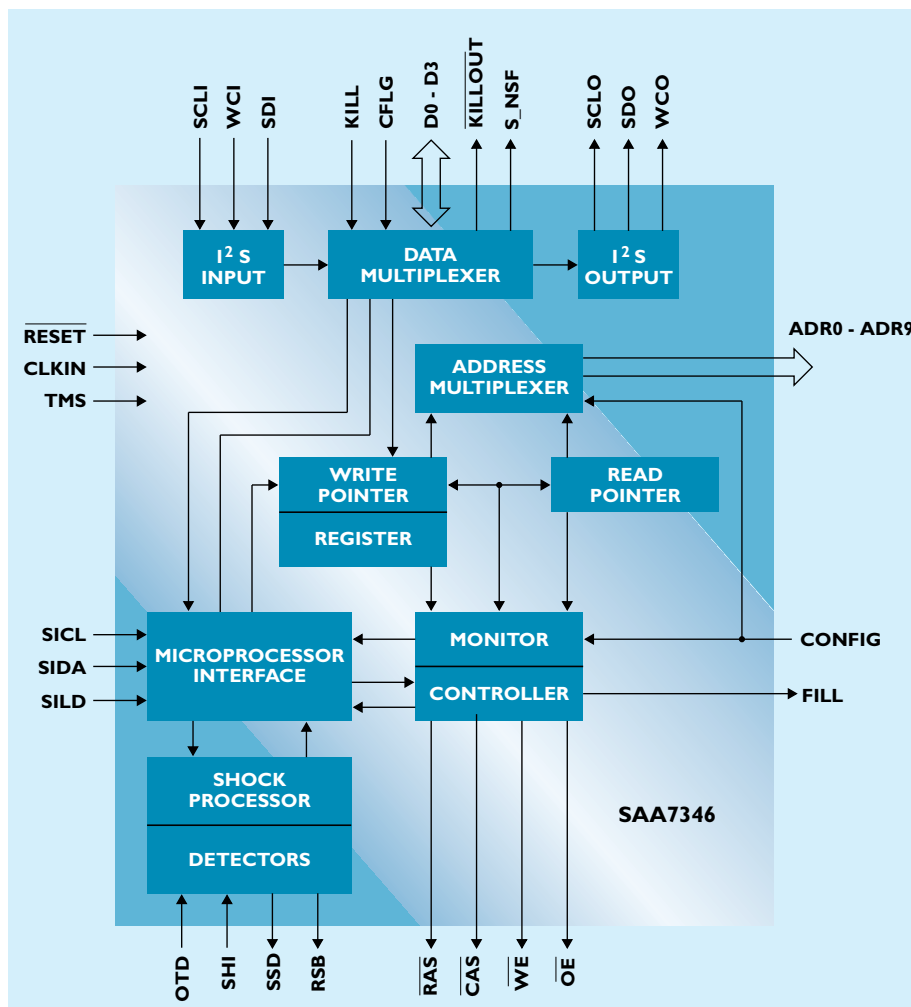 SCLI
WCI
SDI
KILL
CFLG
D0 - D3
KILLOUT
S_NSF
SCLO
SDO
WCO
I² S
INPUT
DATA
MULTIPLEXER
I² S
OUTPUT
RESET
CLKIN
TMS
ADR0 - ADR9
ADDRESS
MULTIPLEXER
WRITE
POINTER
REGISTER
READ
POINTER
SICL
SIDA
SILD
MICROPROCESSOR
INTERFACE
MONITOR
CONTROLLER
CONFIG
FILL
SHOCK
PROCESSOR
DETECTORS
SAA7346
OTD
SHI
SSD
RSB
RAS
CAS
WE
OE